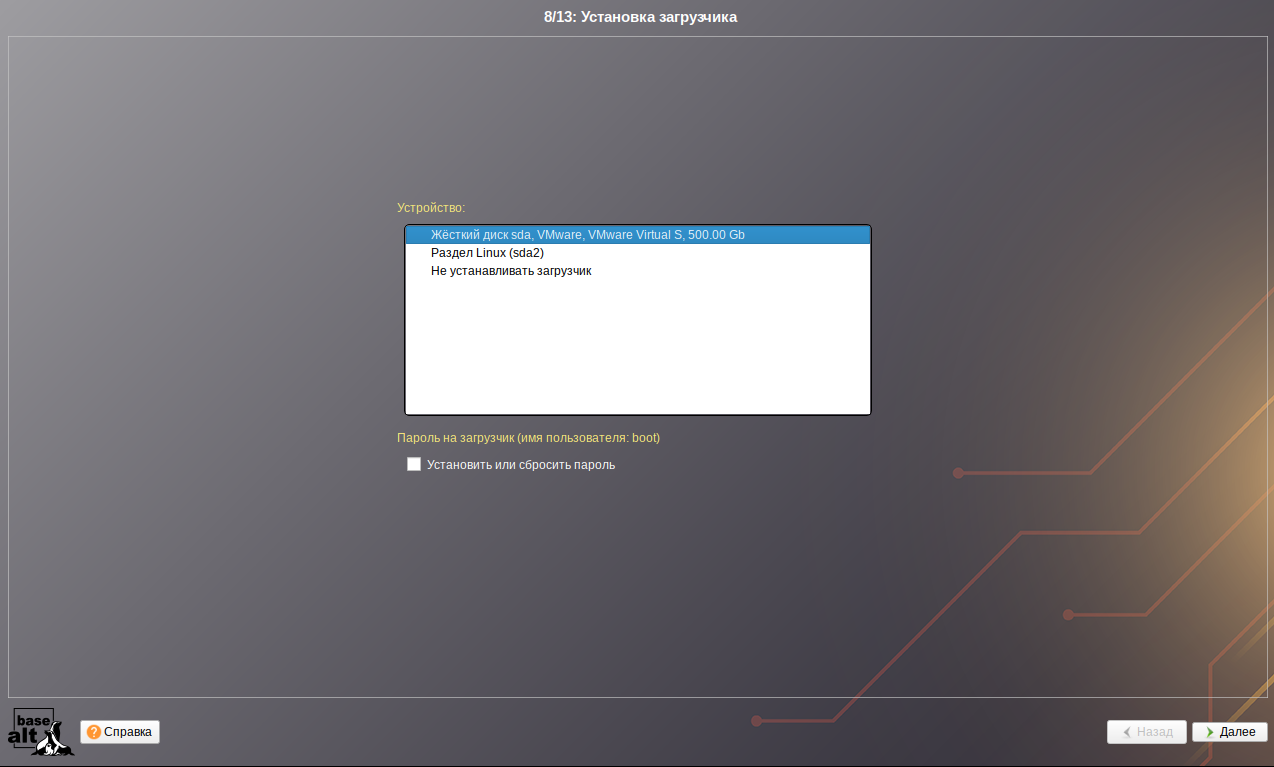 8/13: Установка загрузчика
Устройство:
Жёсткий диск sda, VMware, VMware Virtual S, 500.00 Gb
Раздел Linux (sda2)
Не устанавливать загрузчик
Пароль на загрузчик (имя пользователя: boot)
Установить или сбросить пароль
base
alt
Справка
Назад
Далее